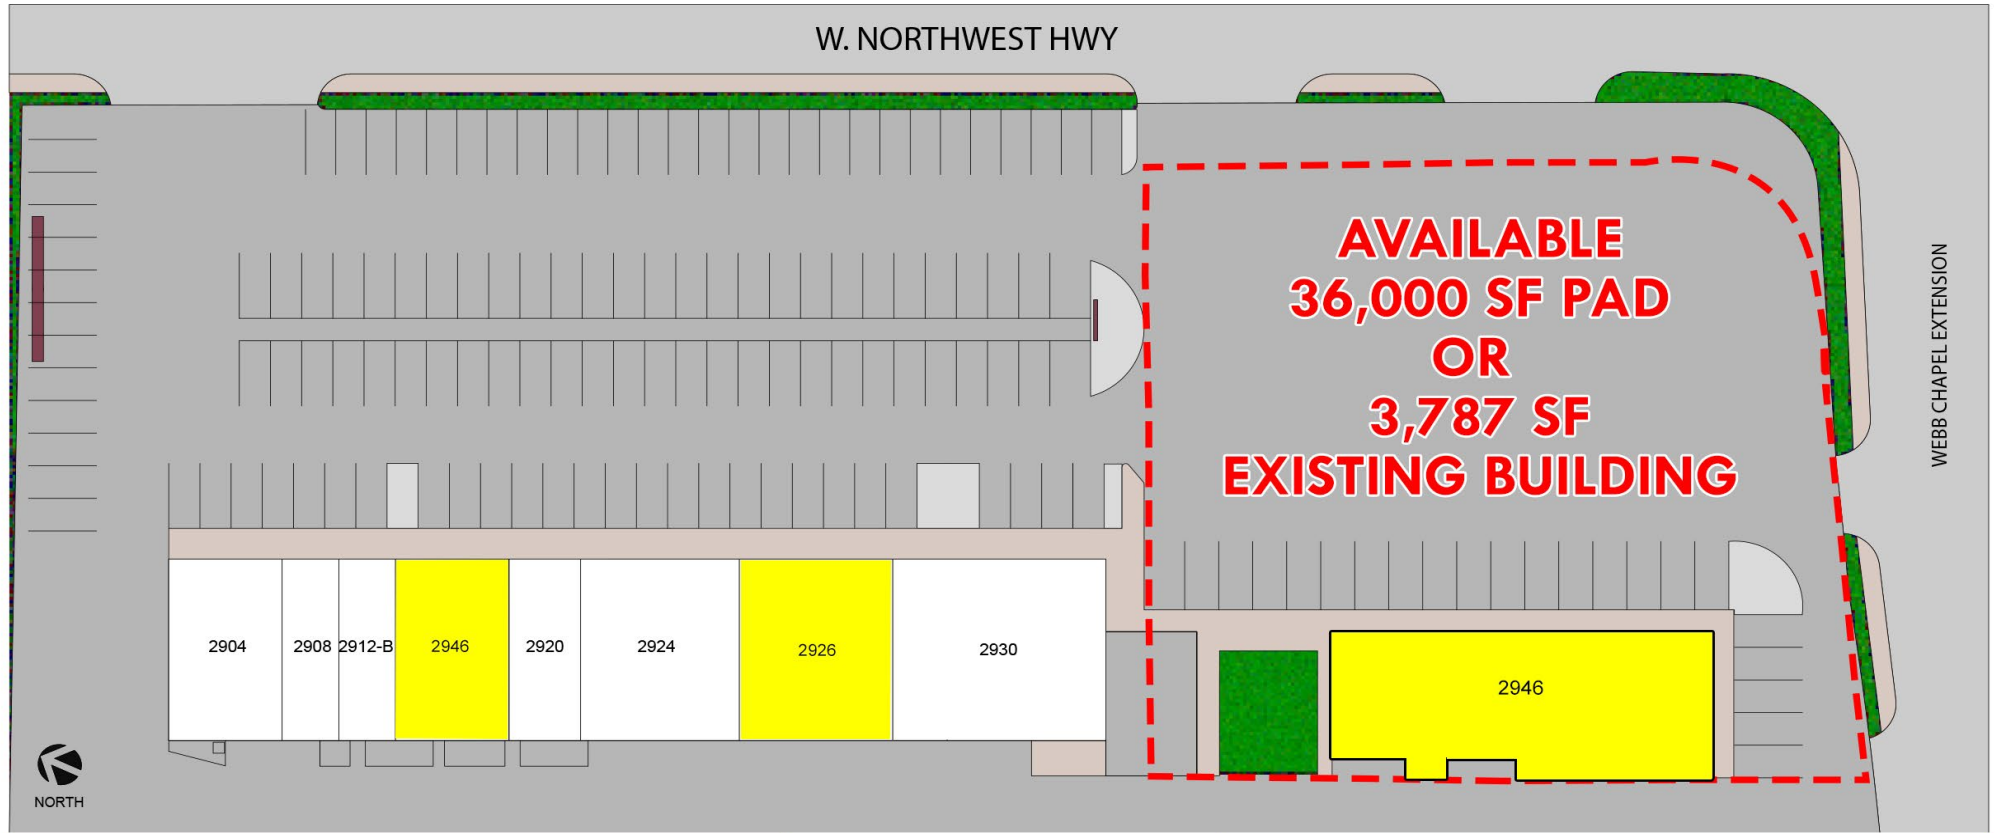 W. NORTHWEST HWY
AVAILABLE
36,000 SF PAD
OR
3,787 SF
EXISTING BUILDING
WEBB CHAPEL EXTENSION
2904
2908
2912-B
2946
2920
2924
2926
2930
2946
NORTH